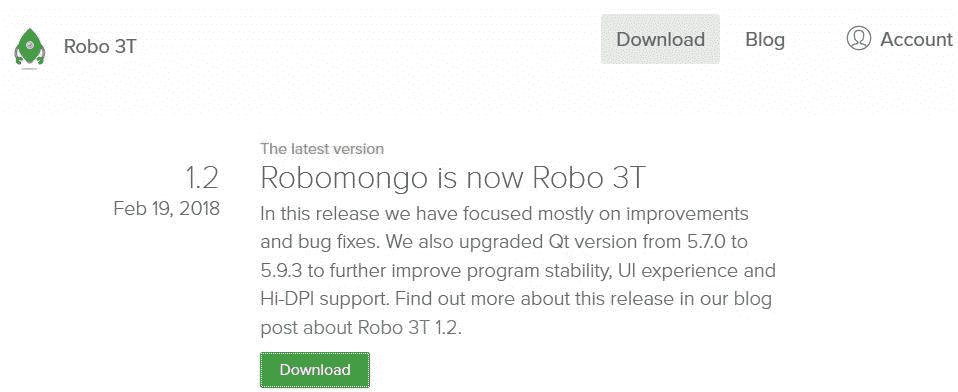 Robo 3T
Download
Blog
Account
The latest version
1.2
Robomongo is now Robo 3T
Feb 19, 2018
In this release we have focused mostly on improvements
and bug fixes. We also upgraded Qt version from 5.7.0 to
5.9.3 to further improve program stability, UI experience and
Hi-DPI support. Find out more about this release in our blog
post about Robo 3T 1.2.
Download